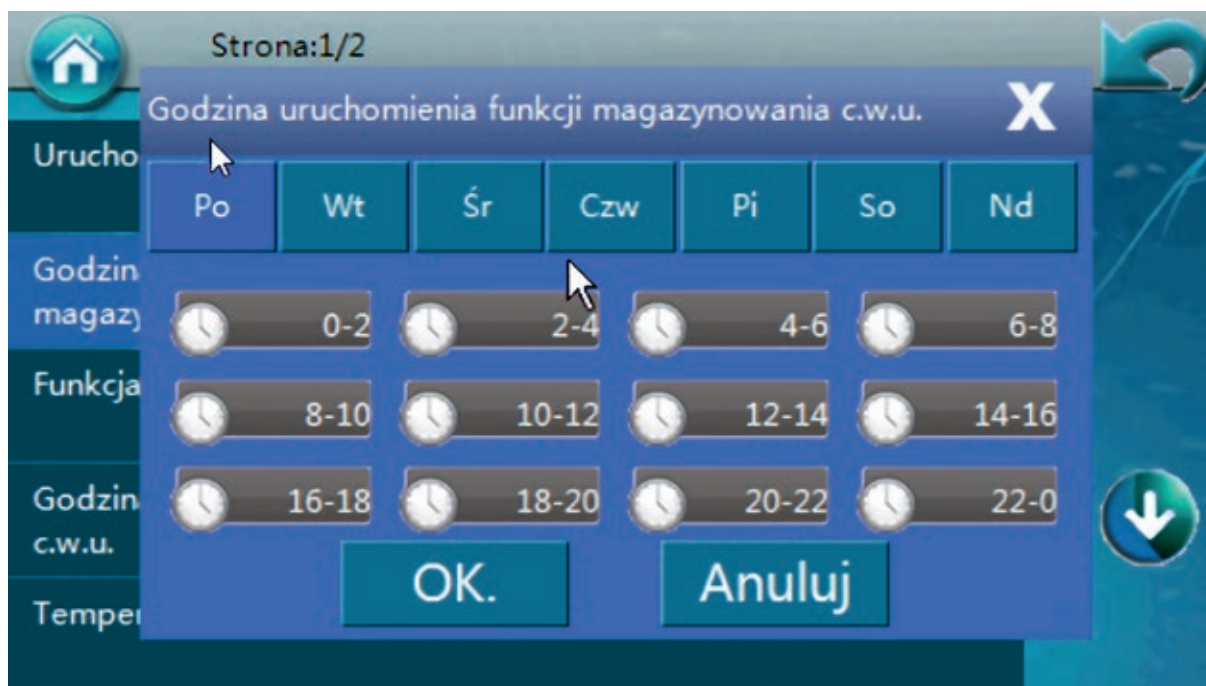 Strona:1/2
Godzina uruchomienia funkcji magazynowania c.w.u.
X
Urucho
Po Wt Śr Czw Pi So Nd
Godzin
magazy
0-2 2-4 4-6 6-8
Funkcja
8-10 10-12 12-14 14-16
Godzin
c.w.u.
16-18 18-20 20-22 22-0
OK. Anuluj
Temper